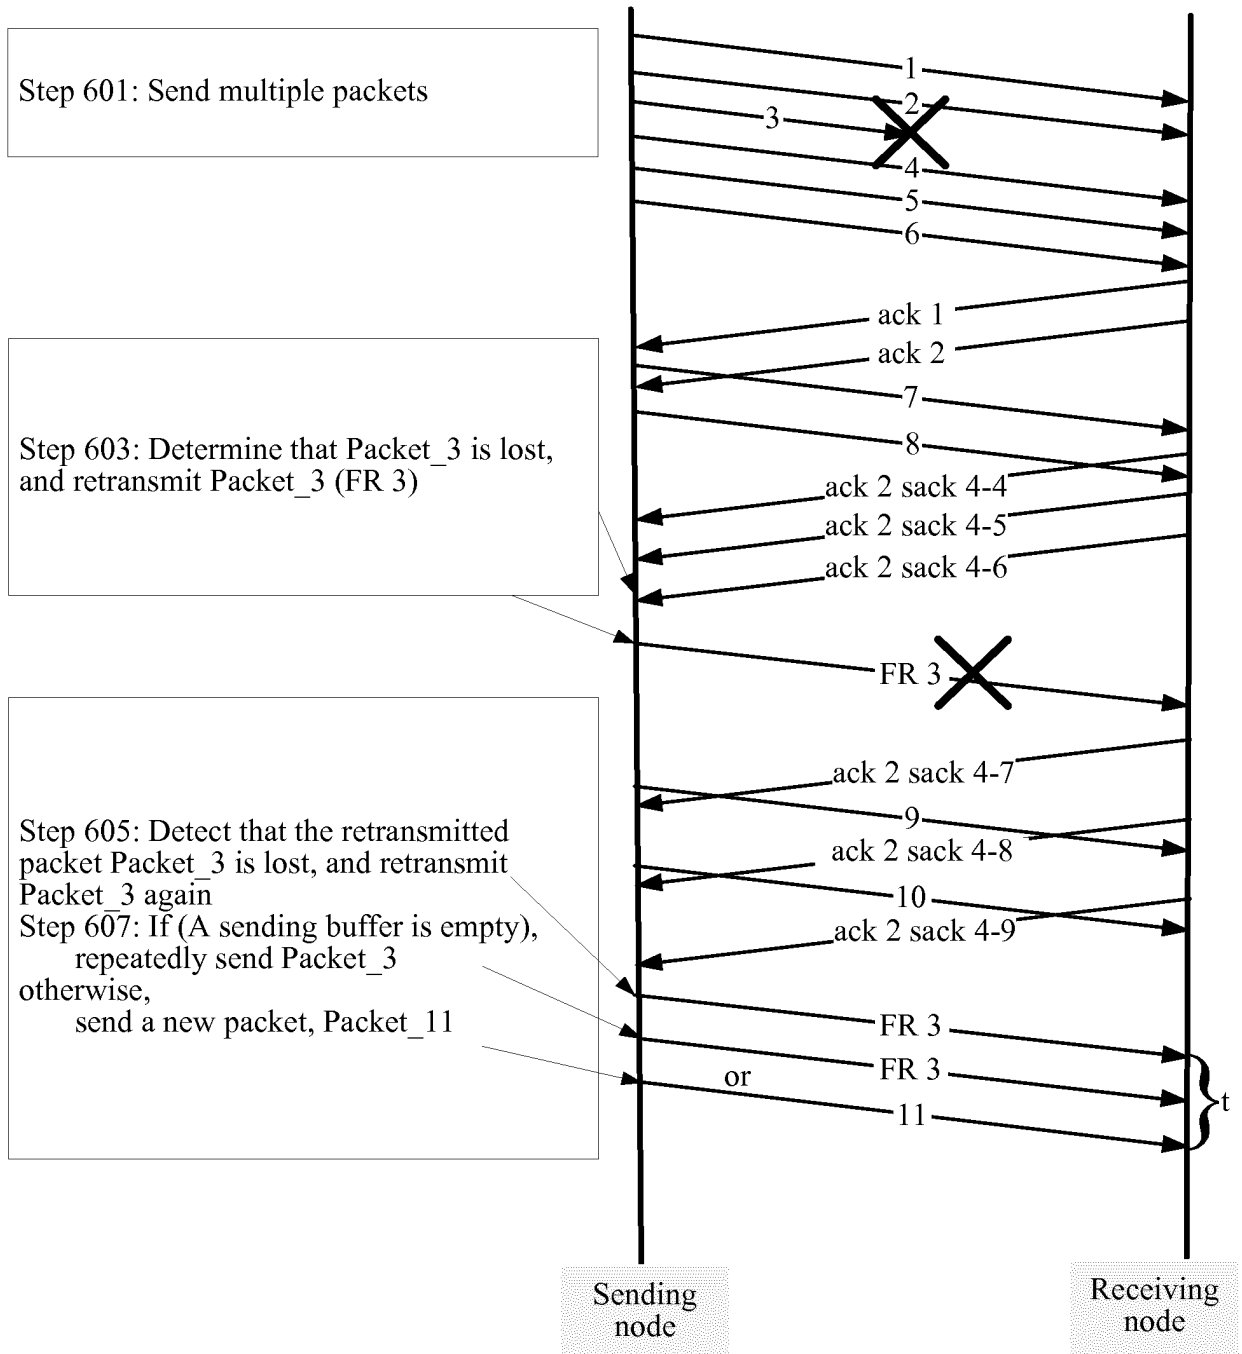 Step 601: Send multiple packets
1
2
3
4
5
6
ack 1
ack 2
7
8
Step 603: Determine that Packet_3 is lost,
and retransmit Packet_3 (FR 3)
ack 2 sack 4-4
ack 2 sack 4-5
ack 2 sack 4-6
FR 3
ack 2 sack 4-7
9
ack 2 sack 4-8
10
ack 2 sack 4-9
Step 605: Detect that the retransmitted
packet Packet_3 is lost, and retransmit
Packet_3 again
Step 607: If (A sending buffer is empty),
repeatedly send Packet_3
otherwise,
send a new packet, Packet_11
FR 3
FR 3
or
11
t
Sending
node
Receiving
node